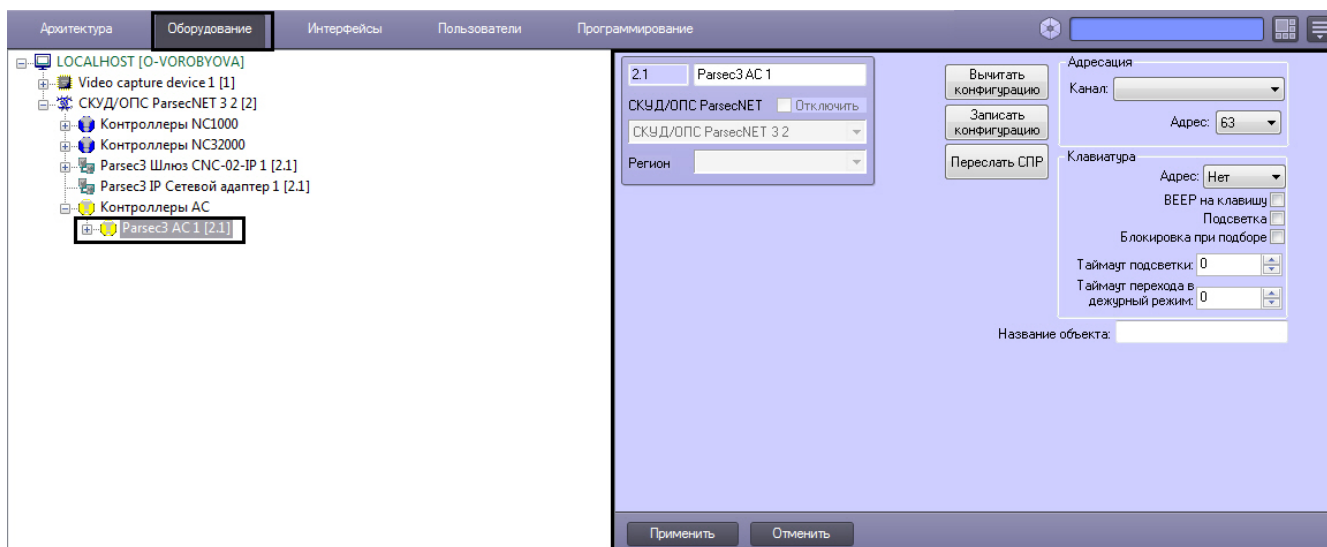 Архитектура Оборудование Интерфейсы Пользователи Программирование
LOCALHOST [O-VOROBYOVA]
Video capture device 1 [1]
СКУД/ОПС ParsecNET 3 2 [2]
Контроллеры NC1000
Контроллеры NC32000
Parsec3 Шлюз CNC-02-IP 1 [2.1]
Parsec3 IP Сетевой адаптер 1 [2.1]
Контроллеры AC
Parsec3 AC 1 [2.1]
2.1 Parsec3 AC 1
СКУД/ОПС ParsecNET Отключить
СКУД/ОПС ParsecNET 3 2
Регион
Вычитать
конфигурацию
Записать
конфигурацию
Переслать СПР
Адресация
Канал:
Адрес: 63
Клавиатура
Адрес: Нет
BEEP на клавишу
Подсветка
Блокировка при подборе
Таймаут подсветки: 0
Таймаут перехода в
дежурный режим: 0
Название объекта:
Применить Отменить